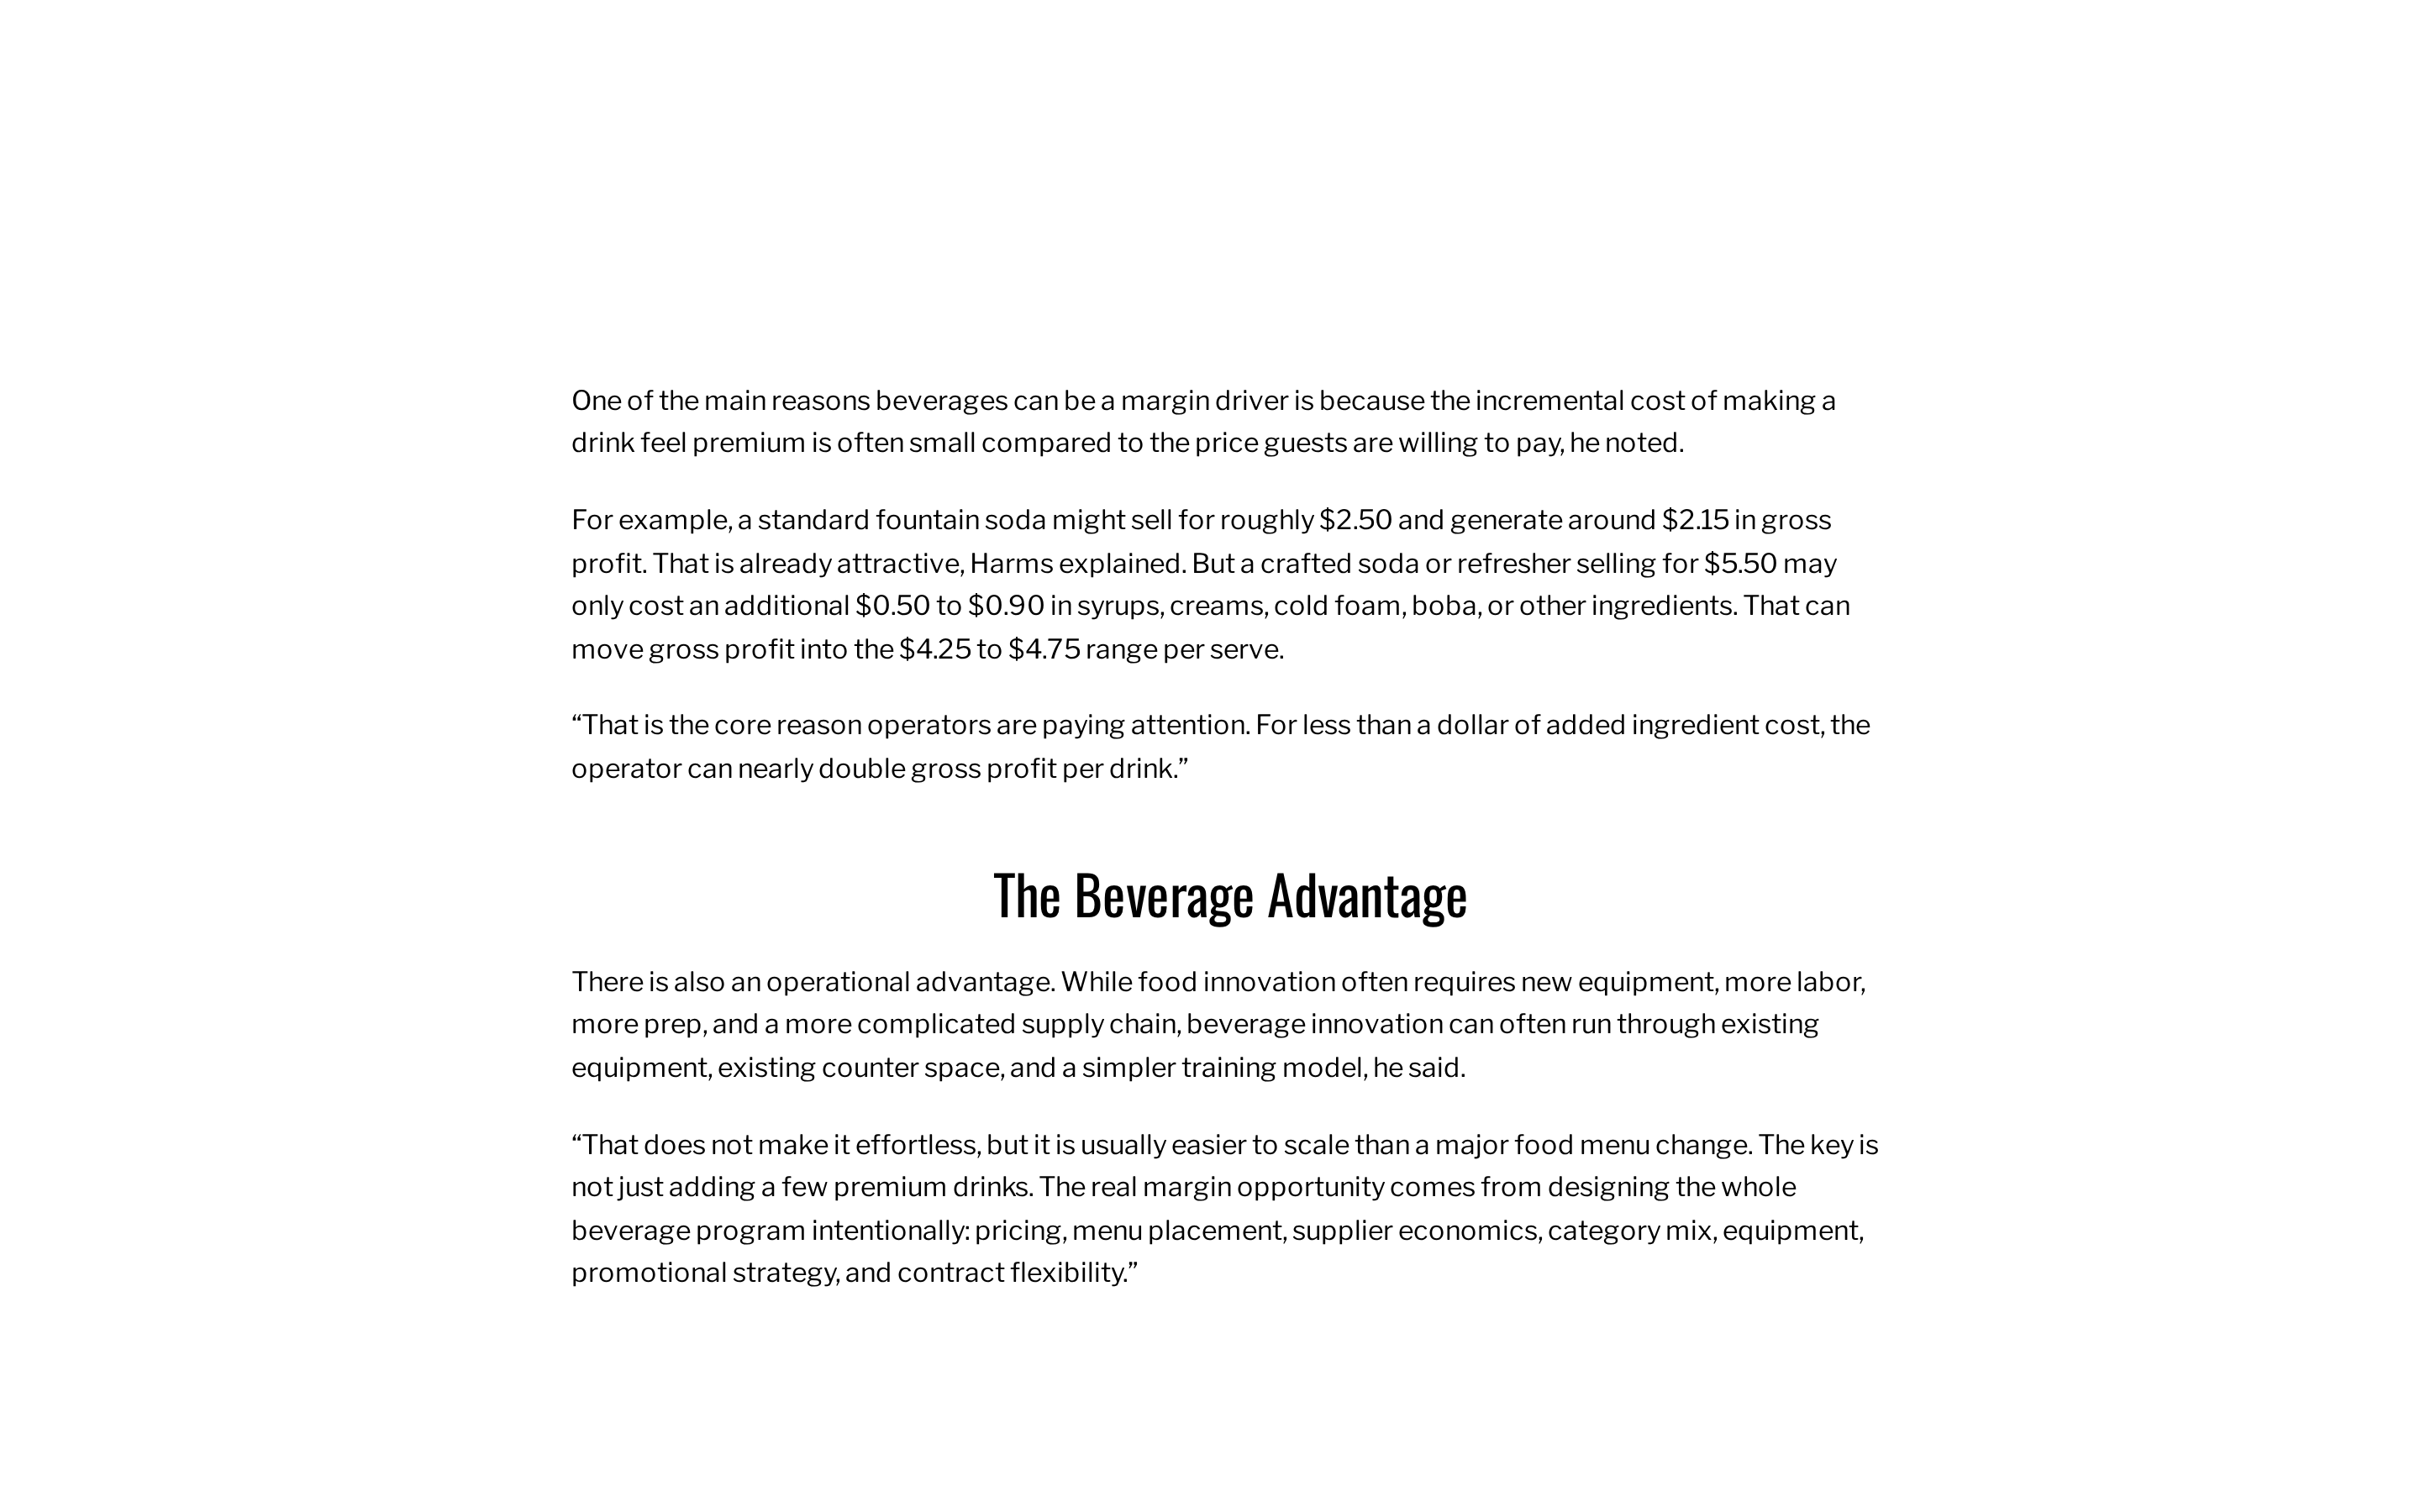 One of the main reasons beverages can be a margin driver is because the incremental cost of making a
drink feel premium is often small compared to the price guests are willing to pay, he noted.
For example, a standard fountain soda might sell for roughly $2.50 and generate around $2.15 in gross
profit. That is already attractive, Harms explained. But a crafted soda or refresher selling for $5.50 may
only cost an additional $0.50 to $0.90 in syrups, creams, cold foam, boba, or other ingredients. That can
move gross profit into the $4.25 to $4.75 range per serve.
“That is the core reason operators are paying attention. For less than a dollar of added ingredient cost, the
operator can nearly double gross profit per drink.”
The Beverage Advantage
There is also an operational advantage. While food innovation often requires new equipment, more labor,
more prep, and a more complicated supply chain, beverage innovation can often run through existing
equipment, existing counter space, and a simpler training model, he said.
“That does not make it effortless, but it is usually easier to scale than a major food menu change. The key is
not just adding a few premium drinks. The real margin opportunity comes from designing the whole
beverage program intentionally: pricing, menu placement, supplier economics, category mix, equipment,
promotional strategy, and contract flexibility.”